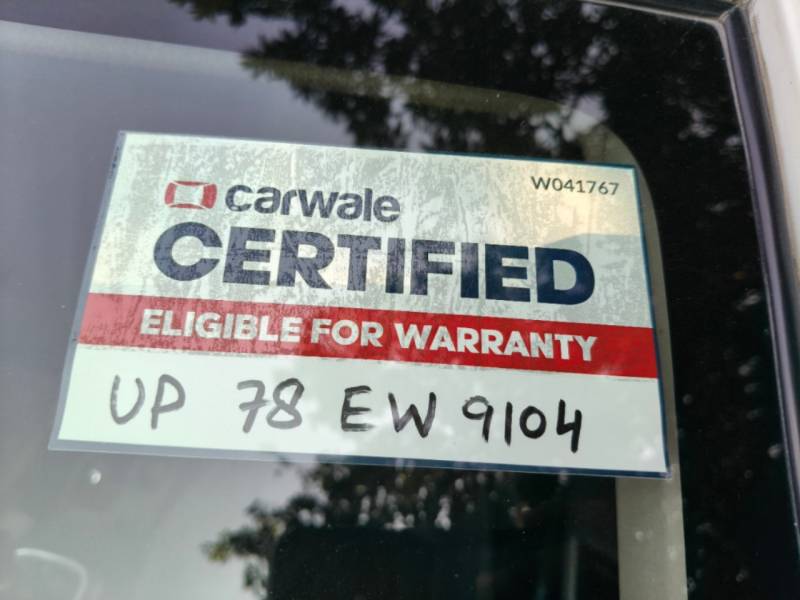 W041767
carwale
CERTIFIED
ELIGIBLE FOR WARRANTY
UP 78 EW 9104